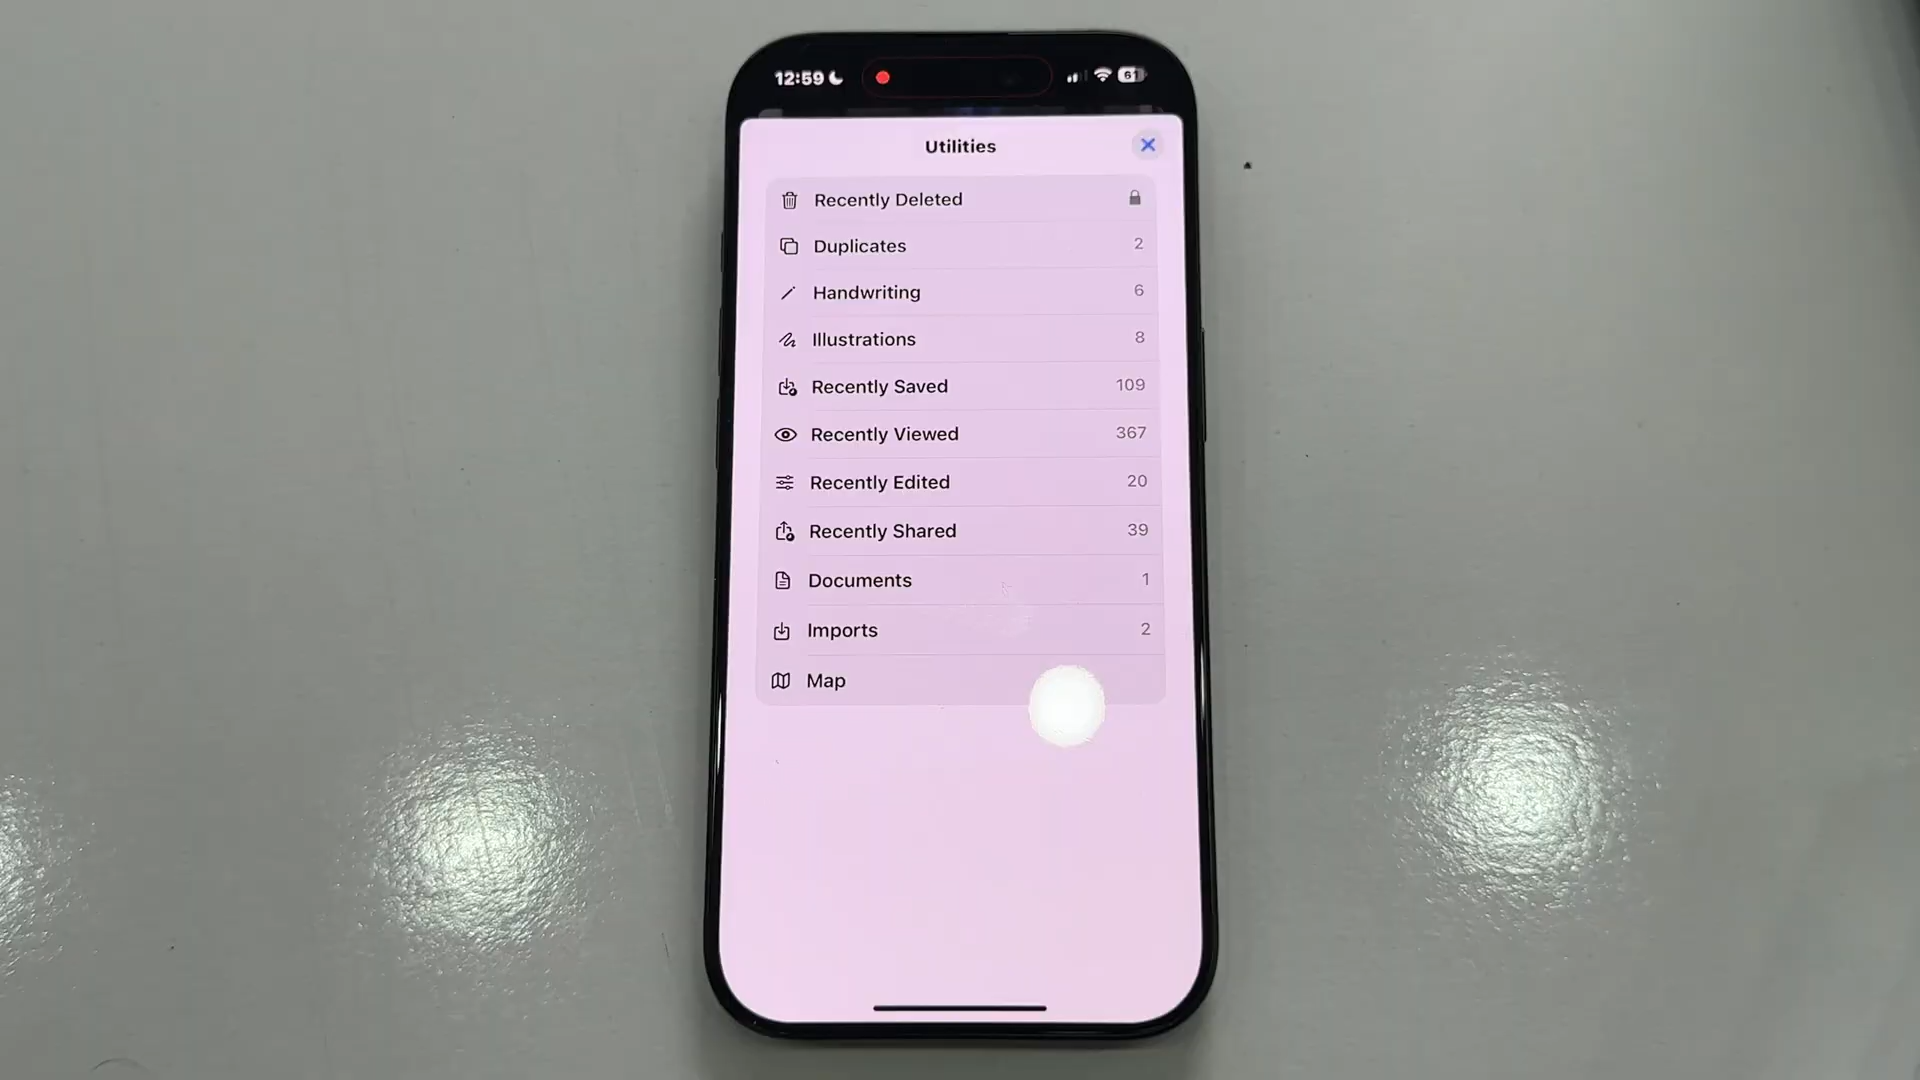 12:59
61
Utilities
Recently Deleted
Duplicates 2
Handwriting 6
Illustrations 8
Recently Saved 109
Recently Viewed 367
Recently Edited 20
Recently Shared 39
Documents 1
Imports 2
Map